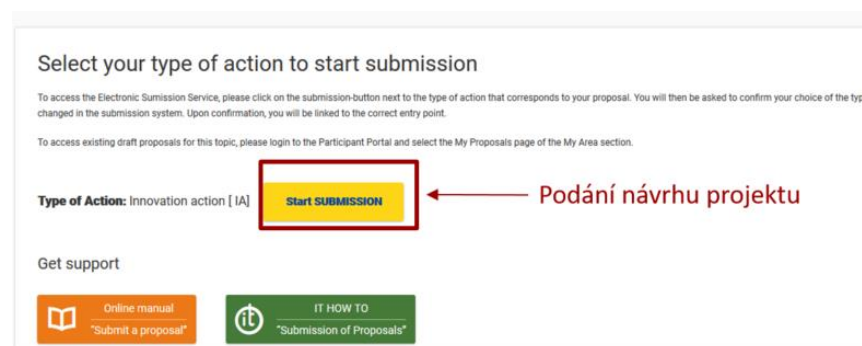 Select your type of action to start submission
To access the Electronic Sumission Service, please click on the submission-button next to the type of action that corresponds to your proposal. You will then be asked to confirm your choice of the typ
changed in the submission system. Upon confirmation, you will be linked to the correct entry point.
To access existing draft proposals for this topic, please login to the Participant Portal and select the My Proposals page of the My Area section.
Type of Action: Innovation action [ IA] Start SUBMISSION Podání návrhu projektu
Get support
Online manual
"Submit a proposal"
it
IT HOW TO
"Submission of Proposals"